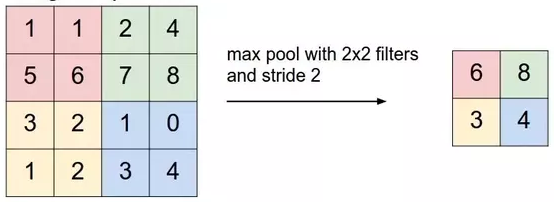 1 1 2 4
5 6 7 8
3 2 1 0
1 2 3 4
max pool with 2x2 filters
and stride 2
6 8
3 4